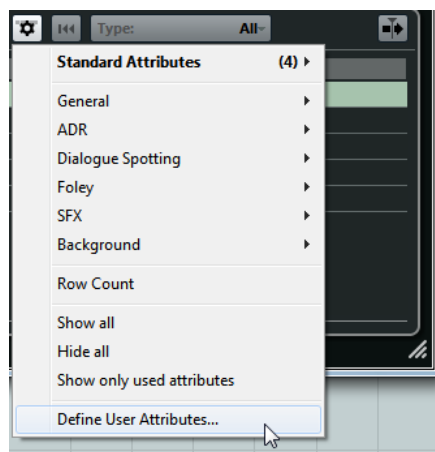 Type: All
Standard Attributes (4)
General
ADR
Dialogue Spotting
Foley
SFX
Background
Row Count
Show all
Hide all
Show only used attributes
Define User Attributes...